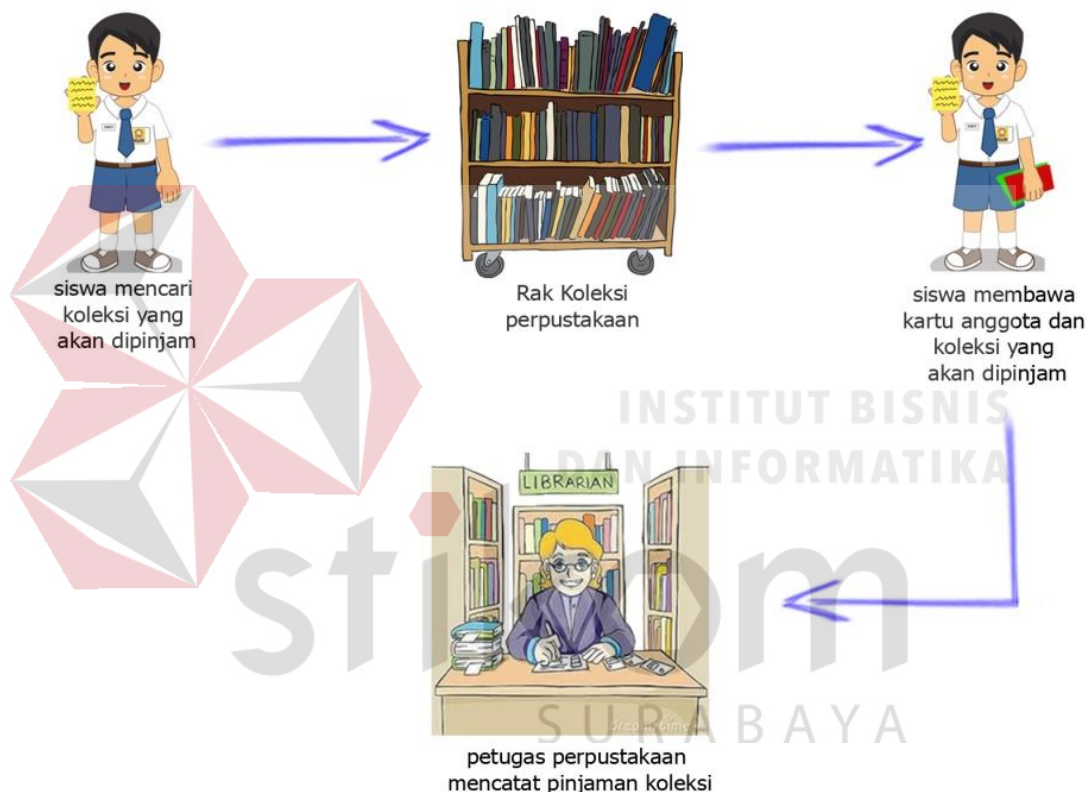 siswa mencari
koleksi yang
akan dipinjam
Rak Koleksi
perpustakaan
siswa membawa
kartu anggota dan
koleksi yang
akan dipinjam
INSTITUT BISNIS
DAN INFORMATIKA
LIBRARIAN
stikom
SURABAYA
dreamstime
petugas perpustakaan
mencatat pinjaman koleksi